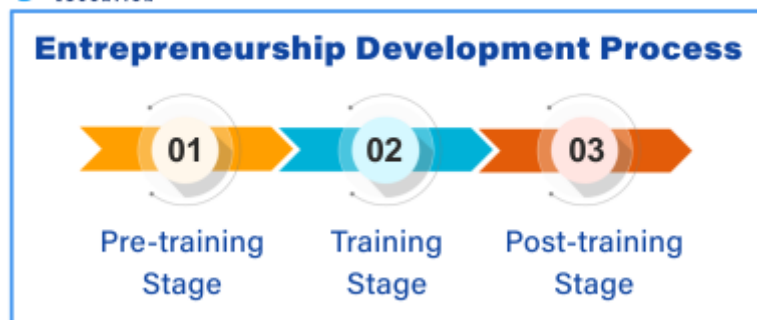 Entrepreneurship Development Process
01 02 03
Pre-training Training Post-training
Stage Stage Stage